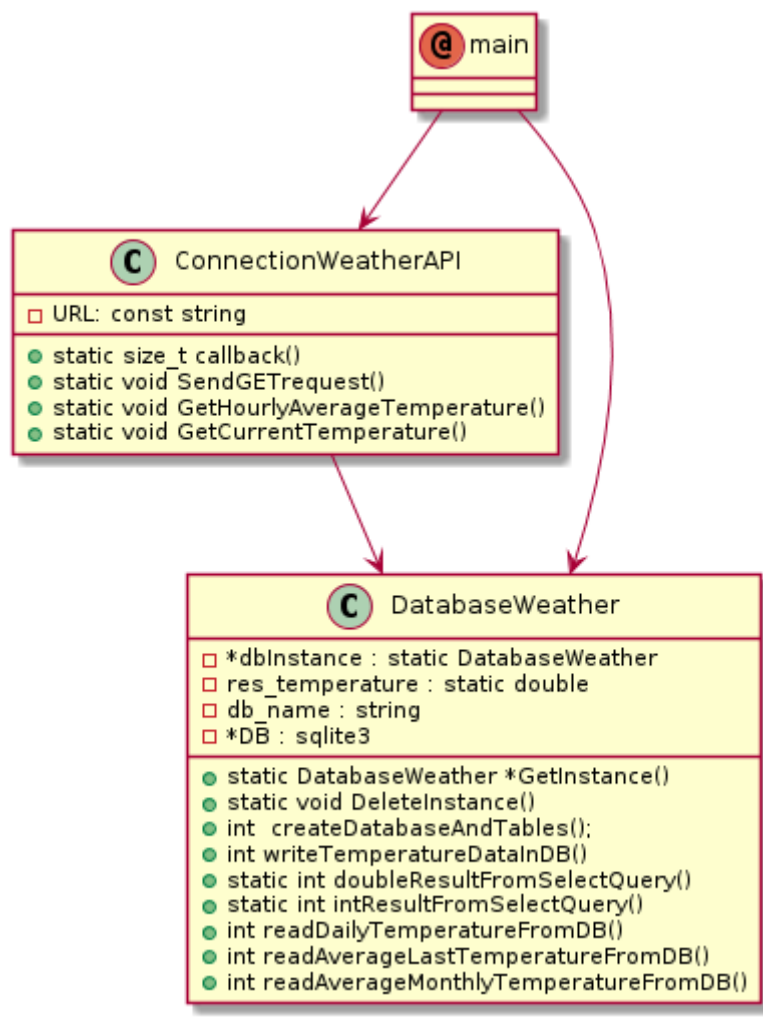 @ main
C ConnectionWeatherAPI
URL: const string
static size_t callback()
static void SendGETrequest()
static void GetHourlyAverageTemperature()
static void GetCurrentTemperature()
C DatabaseWeather
*dbInstance : static DatabaseWeather
res_temperature : static double
db_name : string
*DB : sqlite3
static DatabaseWeather *GetInstance()
static void DeleteInstance()
int  createDatabaseAndTables();
int writeTemperatureDataInDB()
static int doubleResultFromSelectQuery()
static int intResultFromSelectQuery()
int readDailyTemperatureFromDB()
int readAverageLastTemperatureFromDB()
int readAverageMonthlyTemperatureFromDB()